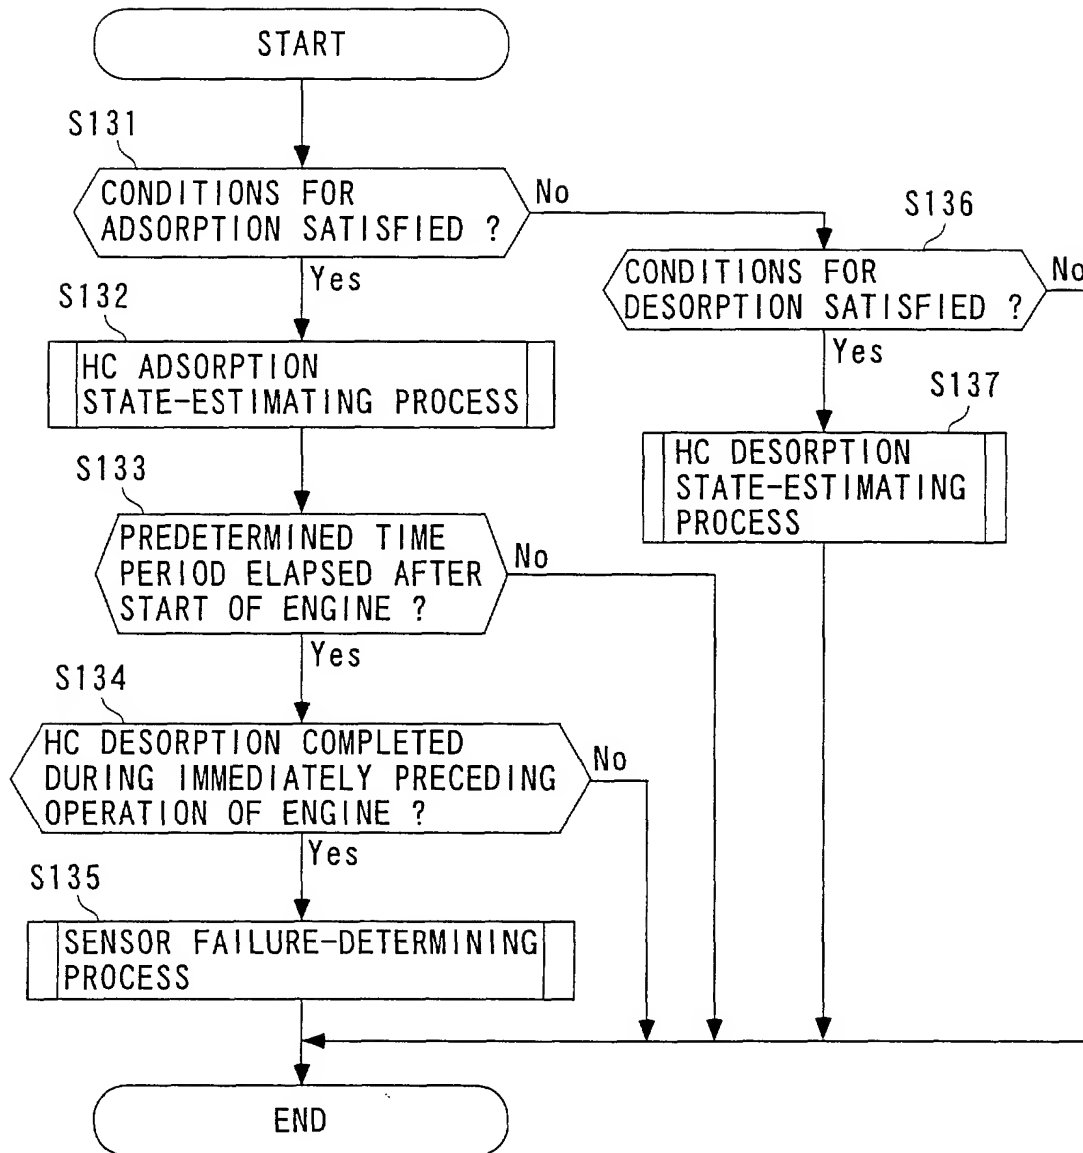 START
S131
CONDITIONS FOR
ADSORPTION SATISFIED ?
No
Yes
S136
CONDITIONS FOR
DESORPTION SATISFIED ?
No
Yes
S132
HC ADSORPTION
STATE-ESTIMATING PROCESS
S137
HC DESORPTION
STATE-ESTIMATING
PROCESS
S133
PREDETERMINED TIME
PERIOD ELAPSED AFTER
START OF ENGINE ?
No
Yes
S134
HC DESORPTION COMPLETED
DURING IMMEDIATELY PRECEDING
OPERATION OF ENGINE ?
No
Yes
S135
SENSOR FAILURE-DETERMINING
PROCESS
END